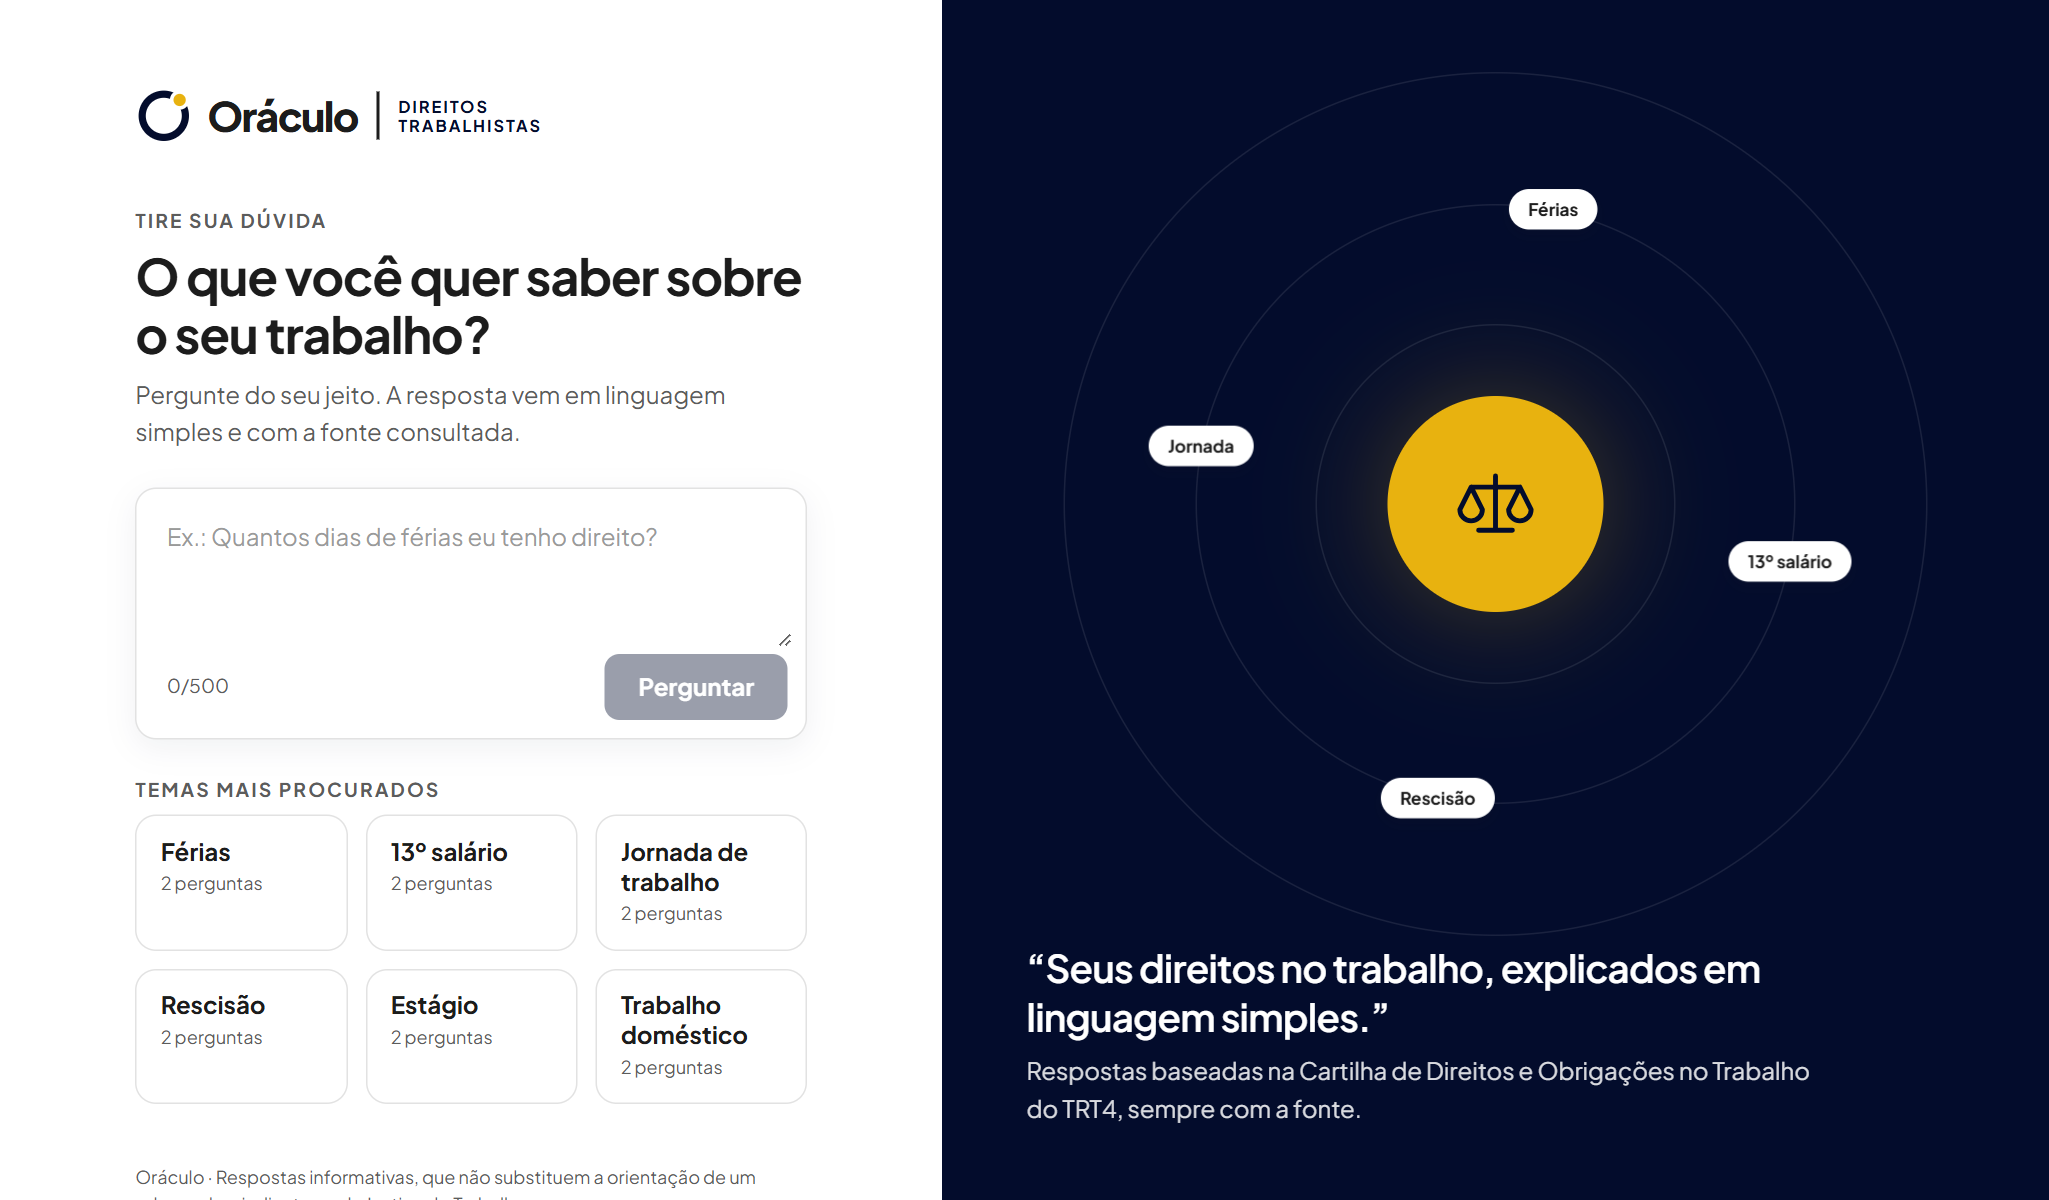 Oráculo
DIREITOS
TRABALHISTAS
TIRE SUA DÚVIDA
O que você quer saber sobre
o seu trabalho?
Pergunte do seu jeito. A resposta vem em linguagem
simples e com a fonte consultada.
Ex.: Quantos dias de férias eu tenho direito?
0/500
Perguntar
TEMAS MAIS PROCURADOS
Férias
2 perguntas
13º salário
2 perguntas
Jornada de
trabalho
2 perguntas
Rescisão
2 perguntas
Estágio
2 perguntas
Trabalho
doméstico
2 perguntas
Oráculo · Respostas informativas, que não substituem a orientação de um
Férias
Jornada
13º salário
Rescisão
“Seus direitos no trabalho, explicados em
linguagem simples.”
Respostas baseadas na Cartilha de Direitos e Obrigações no Trabalho
do TRT4, sempre com a fonte.